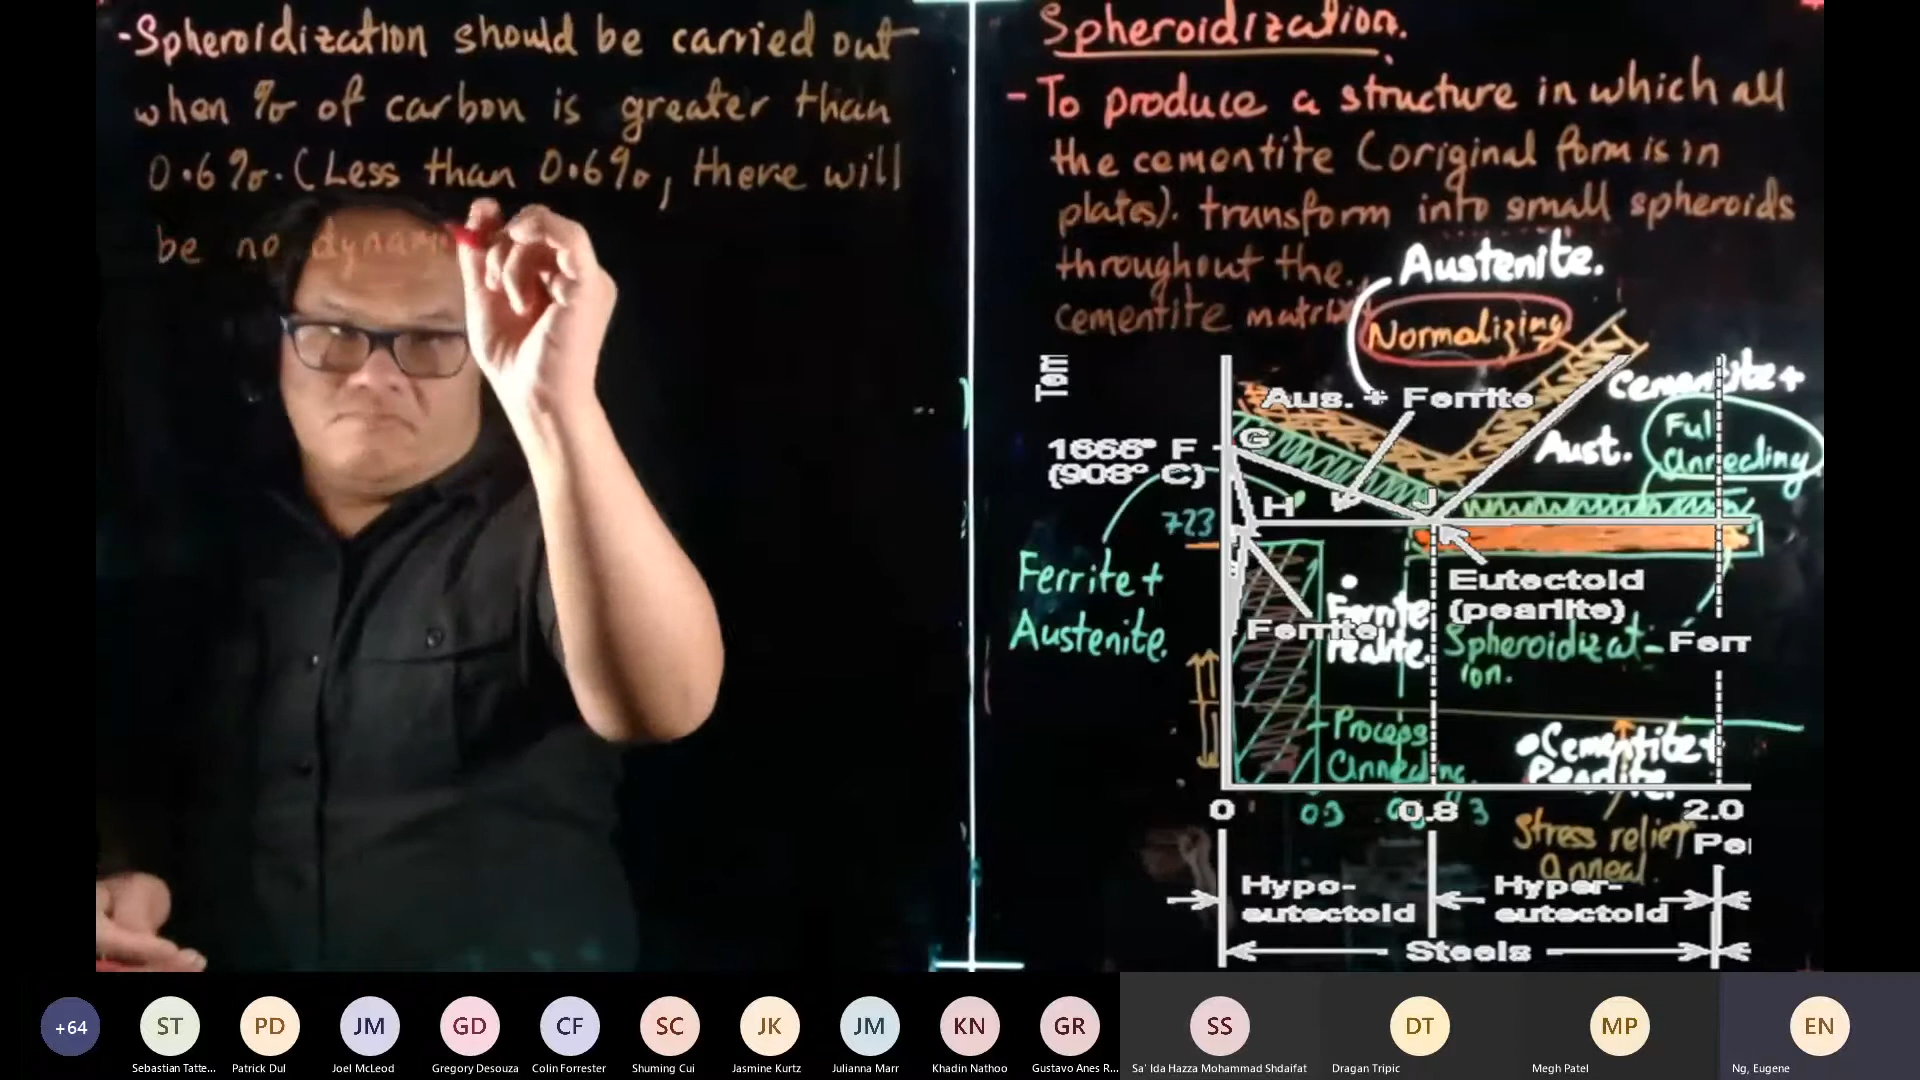 -Spheroidization should be carried out
when % of carbon is greater than
0.6%. (Less than 0.6%, there will
be no dynami
Spheroidization.
- To produce a structure in which all
the cementite (original form is in
plates). transform into small spheroids
throughout the
cementite matrix
Austenite.
Normalizing
Tem
Aus. + Ferrite
Cementite +
Aust.
Full
annealing
1666° F
(908° C)
G
H
J
723
Ferrite +
Austenite.
Eutectoid
(pearlite)
Ferrite
Ferrite
Spheroidizat-
ion.
Ferr
Process
annealing.
Cementite +
Pearlite.
0
0.3
0.8
2.0
Stress relief
anneal.
Hypo-
eutectoid
Hyper-
eutectoid
Steels
+64
ST
PD
JM
GD
CF
SC
JK
JM
KN
GR
SS
DT
MP
EN
Sebastian Tatte...
Patrick Dul
Joel McLeod
Gregory Desouza
Colin Forrester
Shuming Cui
Jasmine Kurtz
Julianna Marr
Khadin Nathoo
Gustavo Anes R...
Sa' Ida Hazza Mohammad Shdaifat
Dragan Tripic
Megh Patel
Ng, Eugene